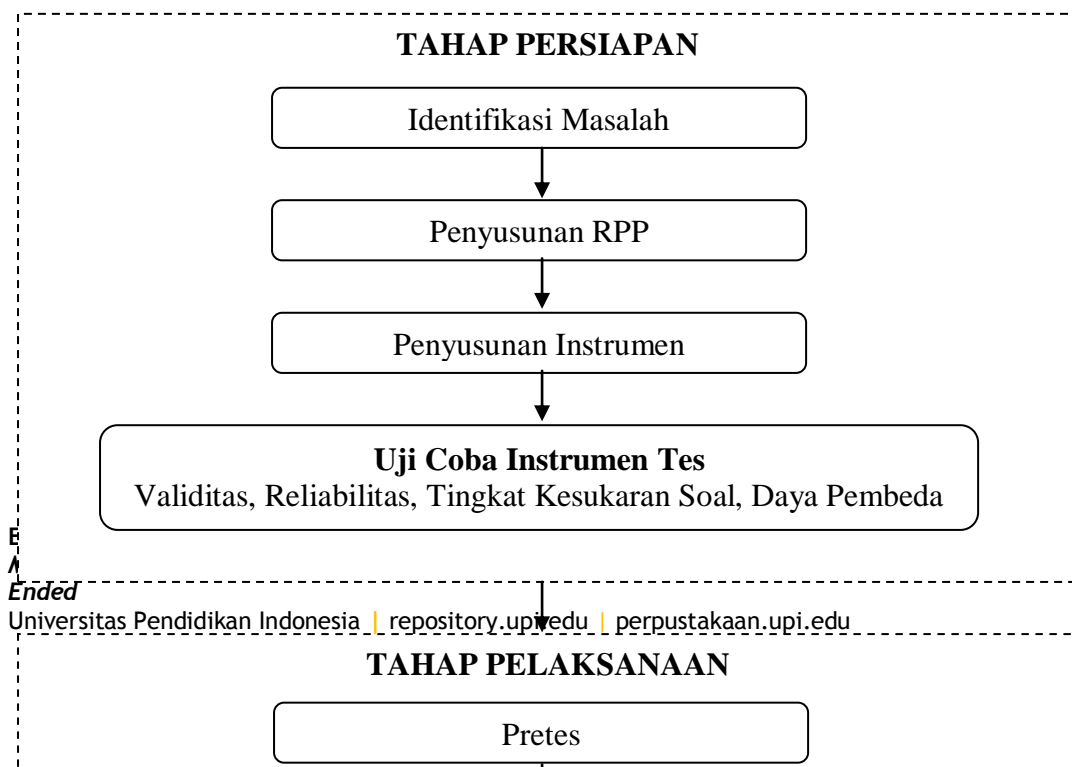 TAHAP PERSIAPAN
Identifikasi Masalah
Penyusunan RPP
Penyusunan Instrumen
Uji Coba Instrumen Tes
Validitas, Reliabilitas, Tingkat Kesukaran Soal, Daya Pembeda
Ended
Universitas Pendidikan Indonesia | repository.upi.edu | perpustakaan.upi.edu
TAHAP PELAKSANAAN
Pretes